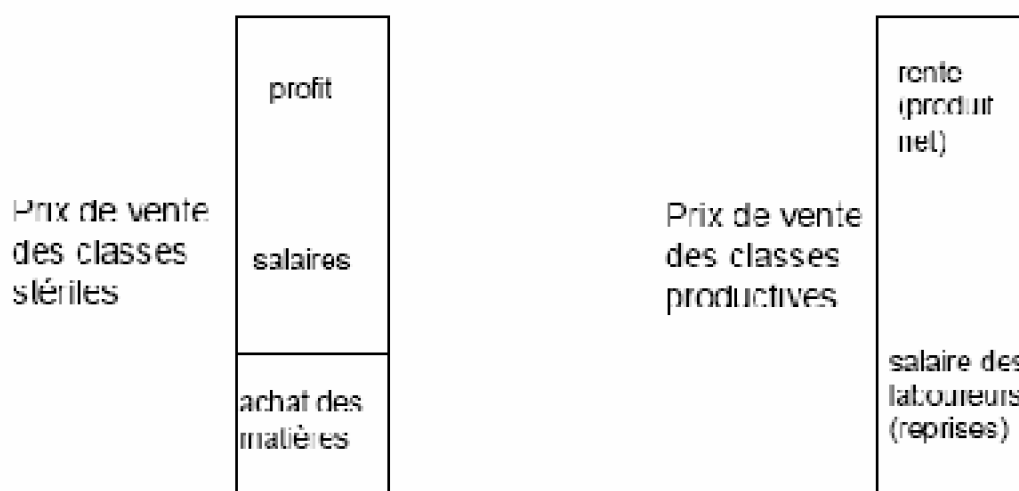 profit
Prix de vente
des classes
stériles
salaires
achat des
matières
rente
(produit
net)
Prix de vente
des classes
productives
salaire des
laboureurs
(reprises)